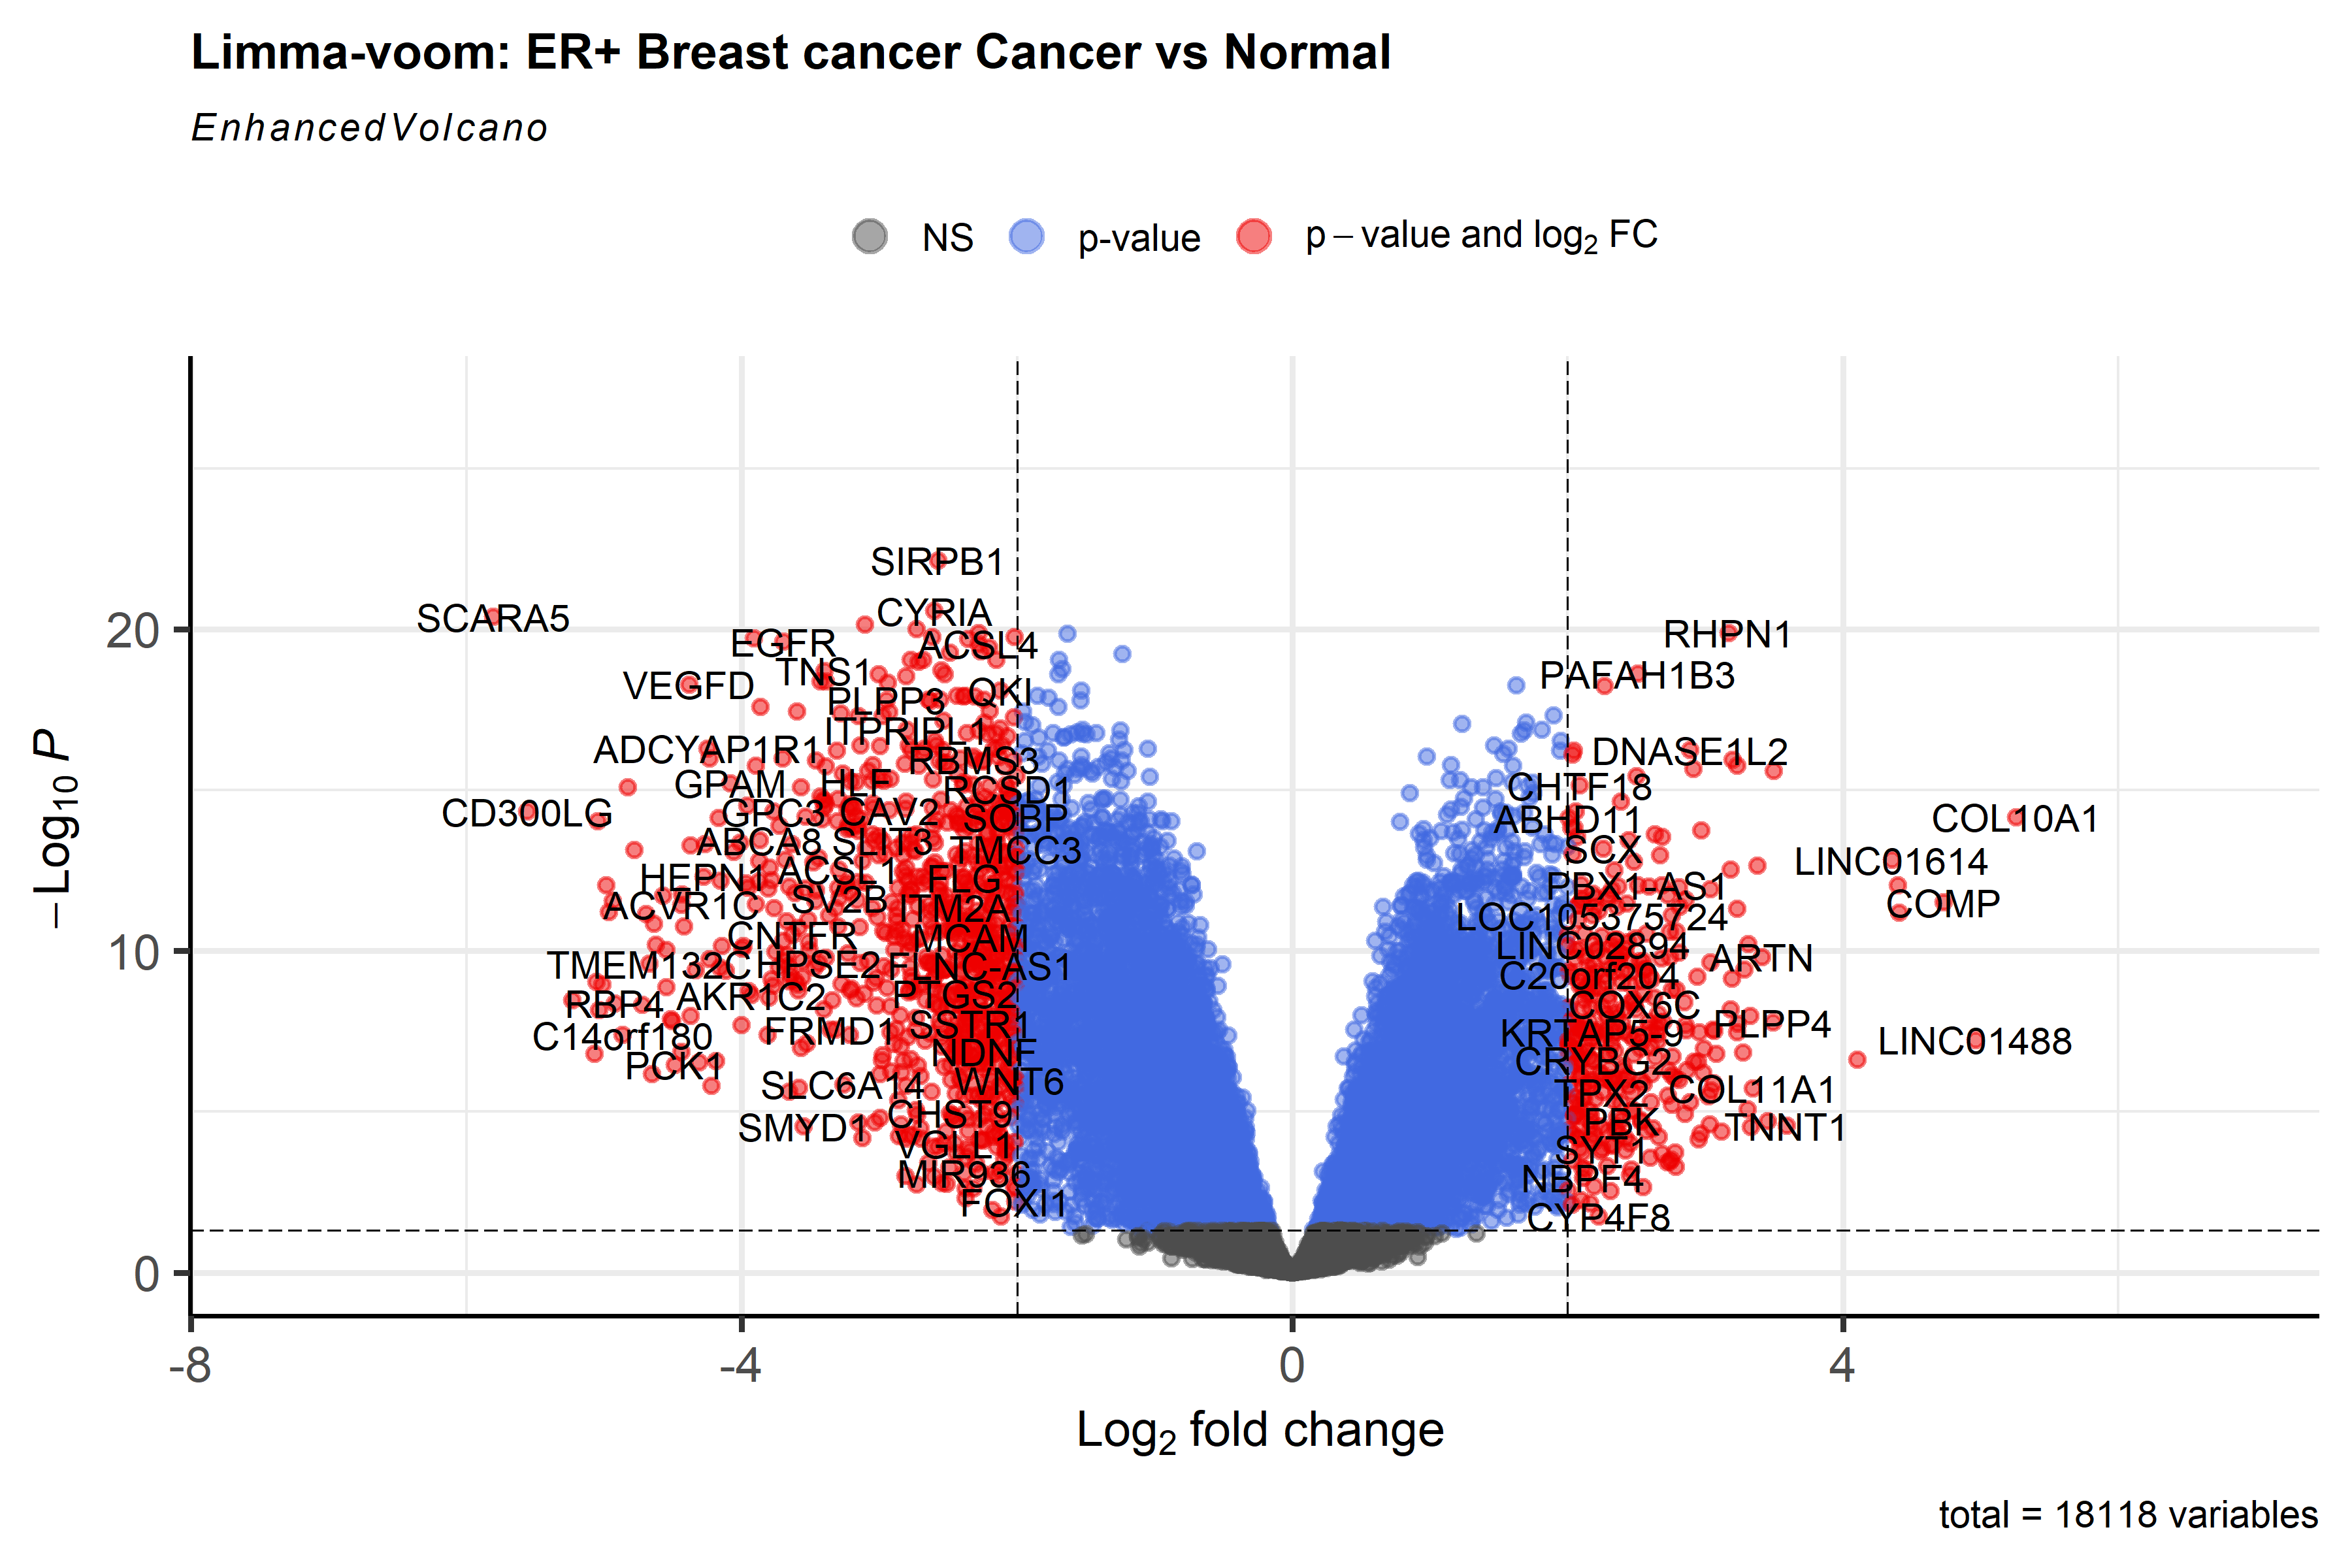 Limma-voom: ER+ Breast cancer Cancer vs Normal
EnhancedVolcano
NS p-value p – value and log2 FC
SIRPB1
SCARA5
CYRIA
RHPN1
EGFR
ACSL4
TNS1
PAFAH1B3
VEGFD
QKI
PLPP3
ITPRIPL1
ADCYAP1R1
DNASE1L2
RBMS3
GPAM
HLF
RCSD1
CHTF18
CD300LG
GPC3
CAV2
SOBP
ABHD11
COL10A1
ABCA8
SLIT3
TMCC3
SCX
LINC01614
HEPN1
ACSL1
FLG
PBX1-AS1
ACVR1C
SV2B
ITM2A
LOC105375724
COMP
CNTFR
MCAM
LINC02894
TMEM132C
HPSE2
FLNC-AS1
ARTN
C20orf204
RBP4
AKR1C2
PTGS2
COX6C
C14orf180
FRMD1
SSTR1
KRTAP5-9
PLPP4
LINC01488
PCK1
NDNF
CRYBG2
SLC6A14
WNT6
TPX2
COL11A1
SMYD1
CHST9
PBK
TNNT1
VGLL1
SYT1
MIR936
NBPF4
FOXI1
CYP4F8
20
10
0
–Log10 P
-8 -4 0 4
Log2 fold change
total = 18118 variables